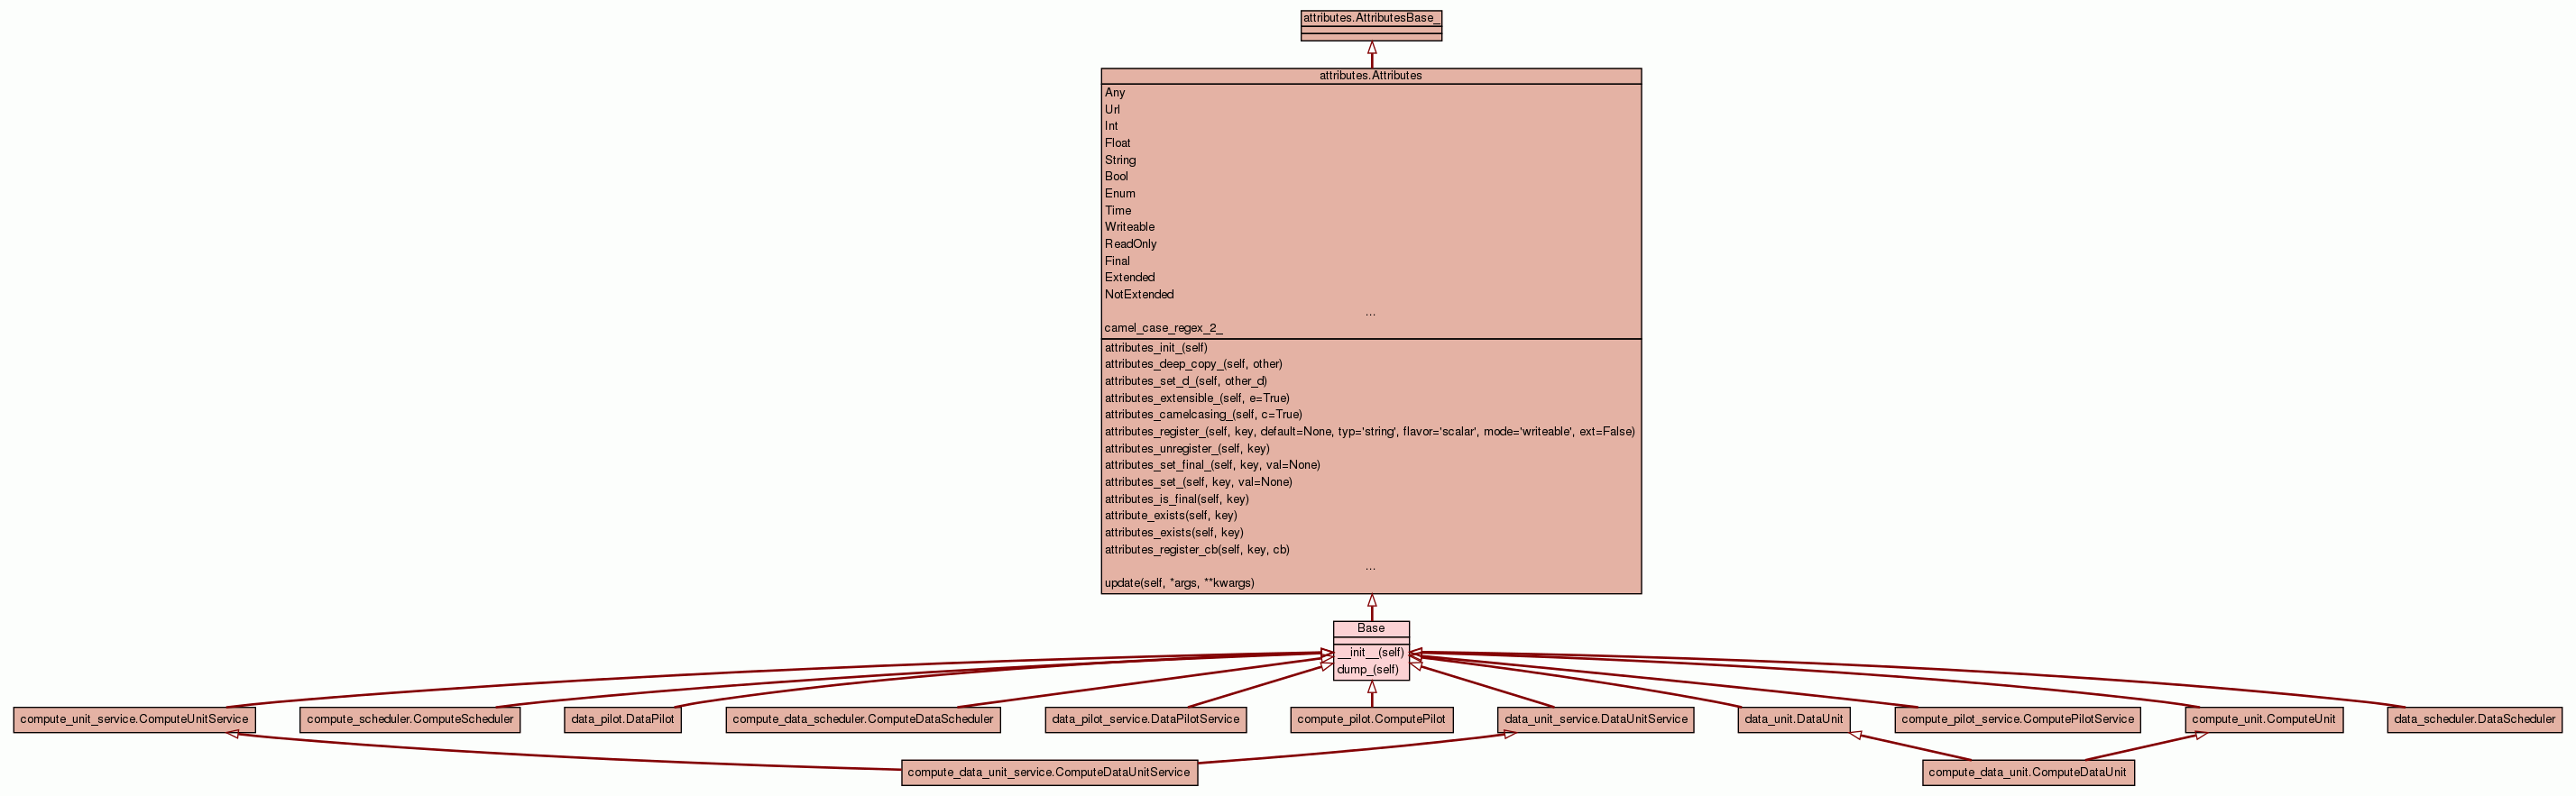 attributes.AttributesBase_
attributes.Attributes
Any
Url
Int
Float
String
Bool
Enum
Time
Writeable
ReadOnly
Final
Extended
NotExtended
...
camel_case_regex_2_
attributes_init_(self)
attributes_deep_copy_(self, other)
attributes_set_d_(self, other_d)
attributes_extensible_(self, e=True)
attributes_camelcasing_(self, c=True)
attributes_register_(self, key, default=None, typ='string', flavor='scalar', mode='writeable', ext=False)
attributes_unregister_(self, key)
attributes_set_final_(self, key, val=None)
attributes_set_(self, key, val=None)
attributes_is_final(self, key)
attribute_exists(self, key)
attributes_exists(self, key)
attributes_register_cb(self, key, cb)
...
update(self, *args, **kwargs)
Base
__init__(self)
dump_(self)
compute_unit_service.ComputeUnitService
compute_scheduler.ComputeScheduler
data_pilot.DataPilot
compute_data_scheduler.ComputeDataScheduler
data_pilot_service.DataPilotService
compute_pilot.ComputePilot
data_unit_service.DataUnitService
data_unit.DataUnit
compute_pilot_service.ComputePilotService
compute_unit.ComputeUnit
data_scheduler.DataScheduler
compute_data_unit_service.ComputeDataUnitService
compute_data_unit.ComputeDataUnit